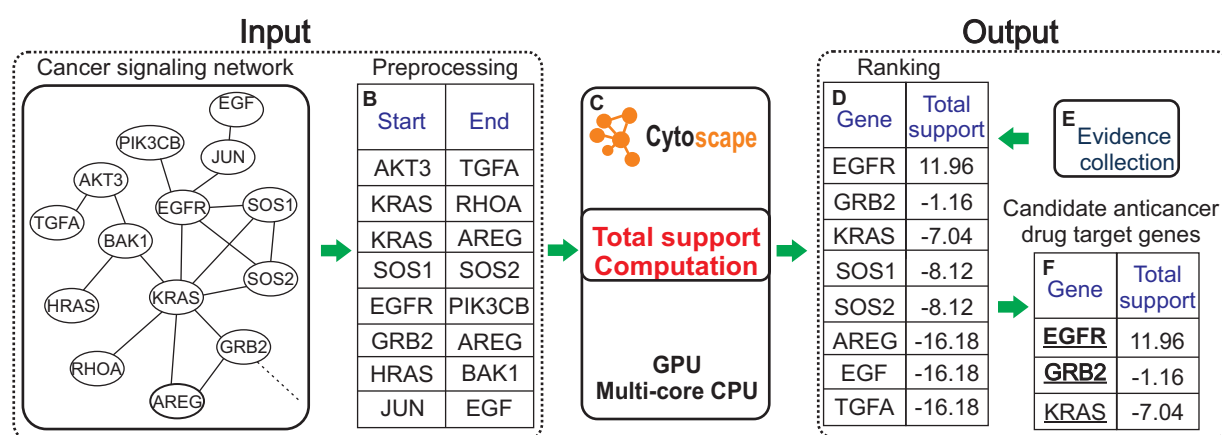 Input
Output
Cancer signaling network
Preprocessing
Ranking
EGF
PIK3CB
JUN
AKT3
EGFR
SOS1
TGFA
BAK1
SOS2
KRAS
HRAS
GRB2
RHOA
AREG
B
Start End
AKT3 TGFA
KRAS RHOA
KRAS AREG
SOS1 SOS2
EGFR PIK3CB
GRB2 AREG
HRAS BAK1
JUN EGF
C
Cytoscape
Total support
Computation
GPU
Multi-core CPU
D
Gene Total support
EGFR 11.96
GRB2 -1.16
KRAS -7.04
SOS1 -8.12
SOS2 -8.12
AREG -16.18
EGF -16.18
TGFA -16.18
E
Evidence
collection
Candidate anticancer
drug target genes
F
Gene Total support
EGFR 11.96
GRB2 -1.16
KRAS -7.04